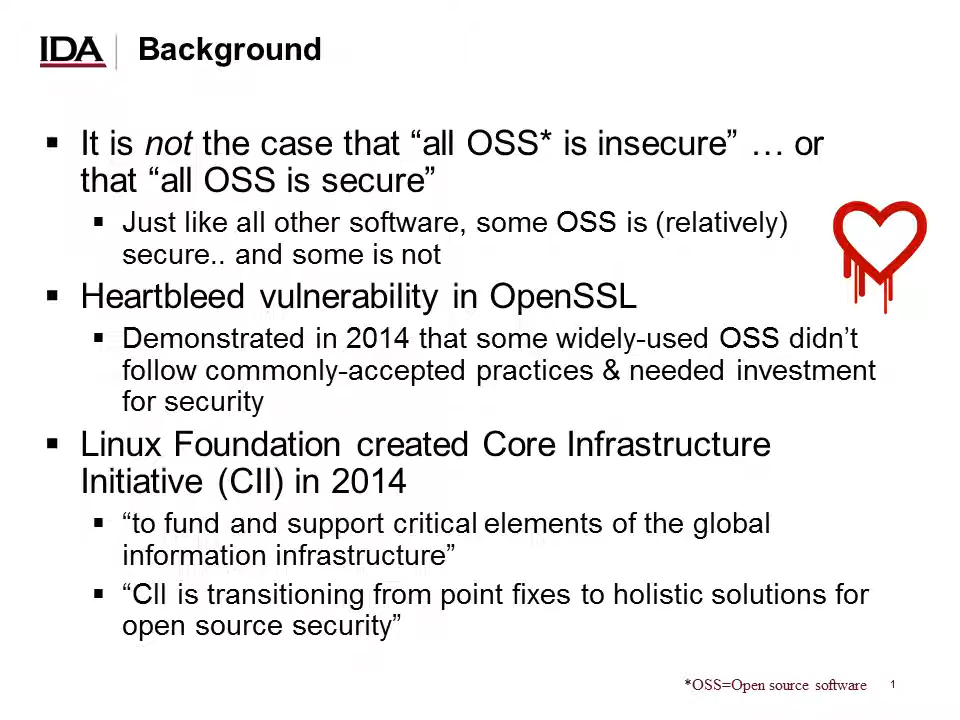 IDA Background
▪ It is not the case that “all OSS* is insecure” … or
that “all OSS is secure”
▪ Just like all other software, some OSS is (relatively)
secure.. and some is not
▪ Heartbleed vulnerability in OpenSSL
▪ Demonstrated in 2014 that some widely-used OSS didn’t
follow commonly-accepted practices & needed investment
for security
▪ Linux Foundation created Core Infrastructure
Initiative (CII) in 2014
▪ “to fund and support critical elements of the global
information infrastructure”
▪ “CII is transitioning from point fixes to holistic solutions for
open source security”
*OSS=Open source software 1